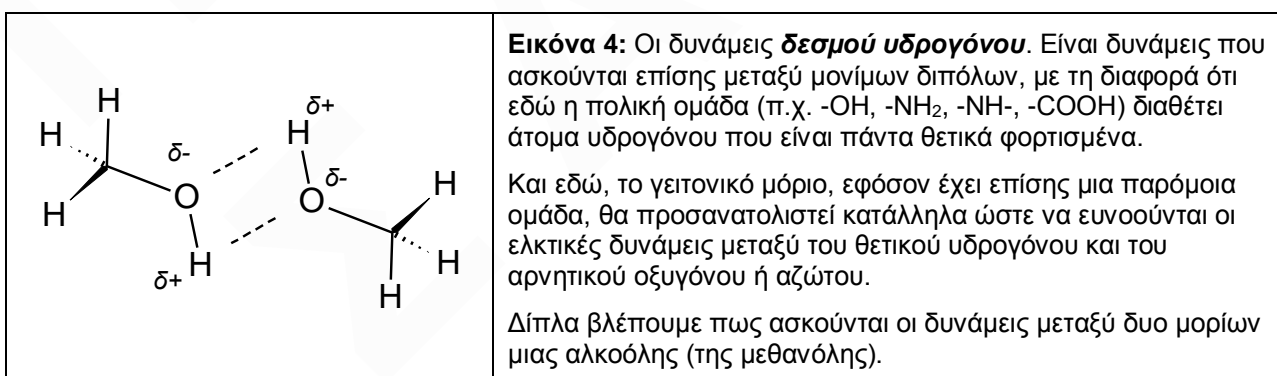 H
H
H
δ-
O
H
δ+
δ+
H
δ-
O
H
H
H
Εικόνα 4: Οι δυνάμεις δεσμού υδρογόνου. Είναι δυνάμεις που
ασκούνται επίσης μεταξύ μονίμων διπόλων, με τη διαφορά ότι
εδώ η πολική ομάδα (π.χ. -OH, -NH₂, -NH-, -COOH) διαθέτει
άτομα υδρογόνου που είναι πάντα θετικά φορτισμένα.
Και εδώ, το γειτονικό μόριο, εφόσον έχει επίσης μια παρόμοια
ομάδα, θα προσανατολιστεί κατάλληλα ώστε να ευνοούνται οι
ελκτικές δυνάμεις μεταξύ του θετικού υδρογόνου και του
αρνητικού οξυγόνου ή αζώτου.
Δίπλα βλέπουμε πως ασκούνται οι δυνάμεις μεταξύ δυο μορίων
μιας αλκοόλης (της μεθανόλης).